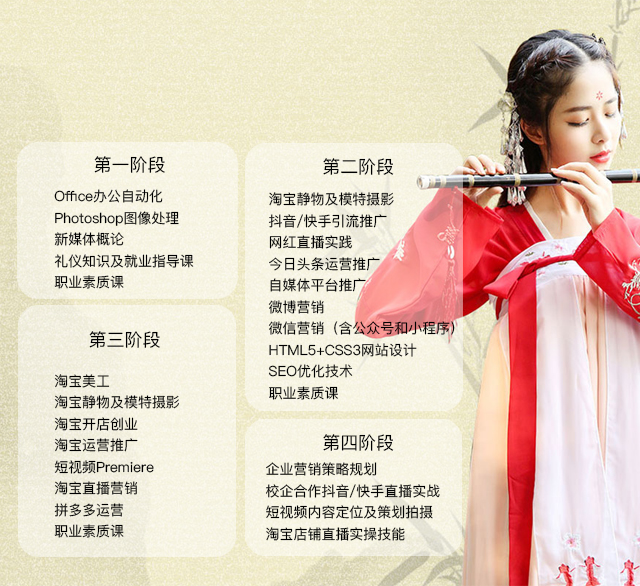 第一阶段
Office办公自动化
Photoshop图像处理
新媒体概论
礼仪知识及就业指导课
职业素质课
第二阶段
淘宝静物及模特摄影
抖音/快手引流推广
网红直播实践
今日头条运营推广
自媒体平台推广
微博营销
微信营销（含公众号和小程序）
HTML5+CSS3网站设计
SEO优化技术
职业素质课
第三阶段
淘宝美工
淘宝静物及模特摄影
淘宝开店创业
淘宝运营推广
短视频Premiere
淘宝直播营销
拼多多运营
职业素质课
第四阶段
企业营销策略规划
校企合作抖音/快手直播实战
短视频内容定位及策划拍摄
淘宝店铺直播实操技能